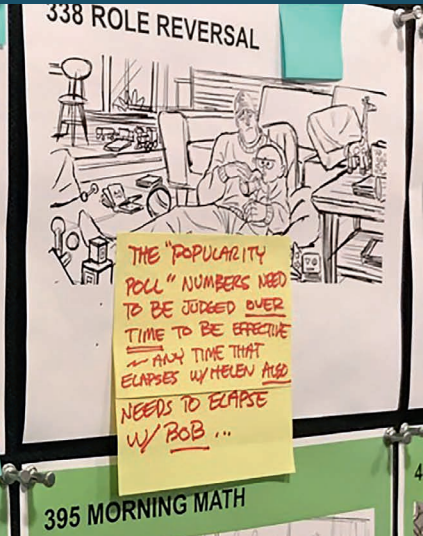 338 ROLE REVERSAL
THE "POPULARITY
POLL" NUMBERS NEED
TO BE JUDGED OVER
TIME TO BE EFFECTIVE
~ ANY TIME THAT
ELAPSES W/ HELEN ALSO
NEEDS TO ELAPSE
W/ BOB ...
395 MORNING MATH
4